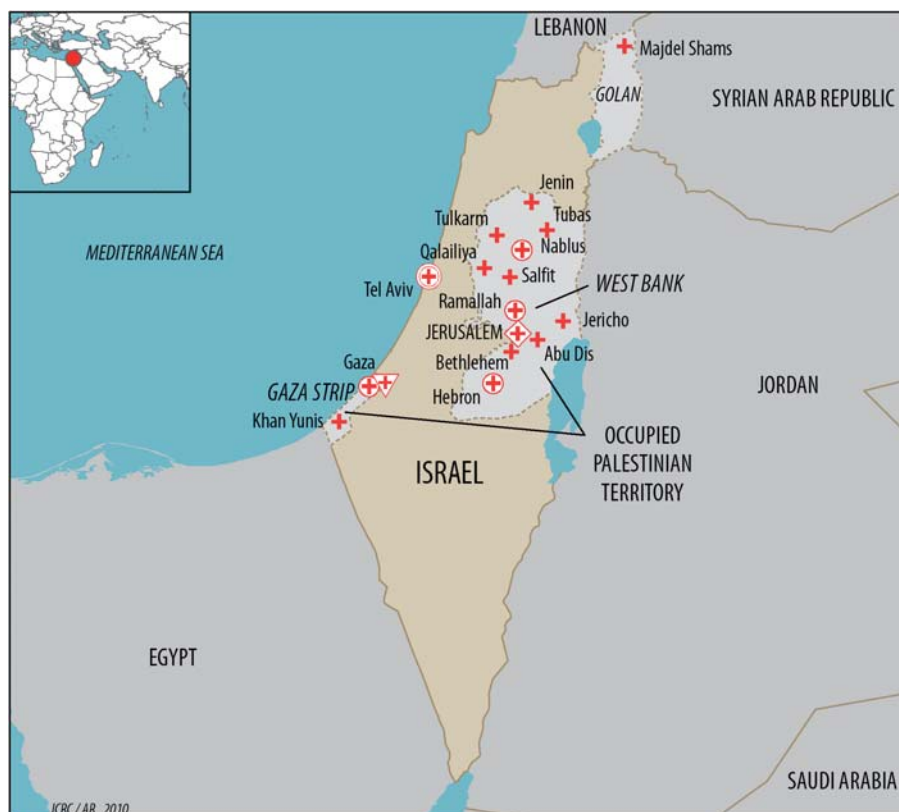 LEBANON
Majdel Shams
GOLAN
SYRIAN ARAB REPUBLIC
Jenin
Tulkarm
Tubas
MEDITERRANEAN SEA
Qalailiya
Nablus
Salfit
Tel Aviv
WEST BANK
Ramallah
Jericho
JERUSALEM
Abu Dis
Gaza
Bethlehem
GAZA STRIP
Hebron
JORDAN
Khan Yunis
OCCUPIED
PALESTINIAN
TERRITORY
ISRAEL
EGYPT
SAUDI ARABIA
ICRC / AR 2010